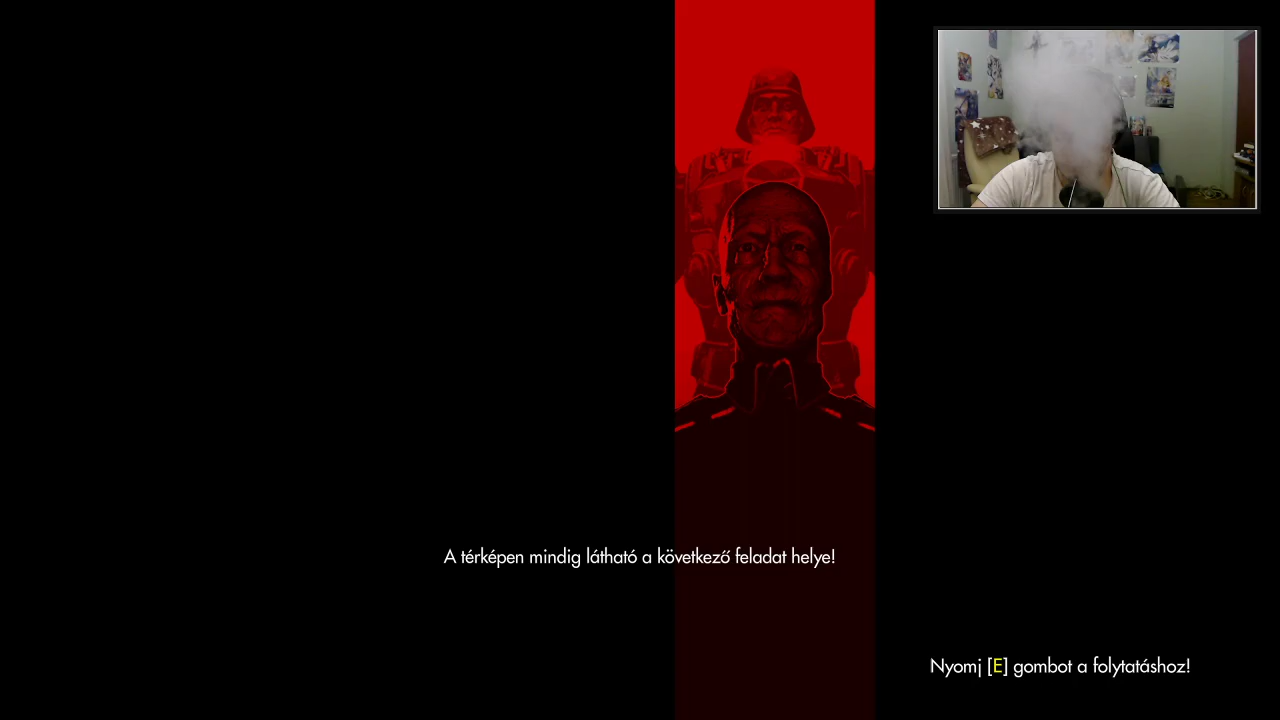 A térképen mindig látható a következő feladat helye!
Nyomj [E] gombot a folytatáshoz!